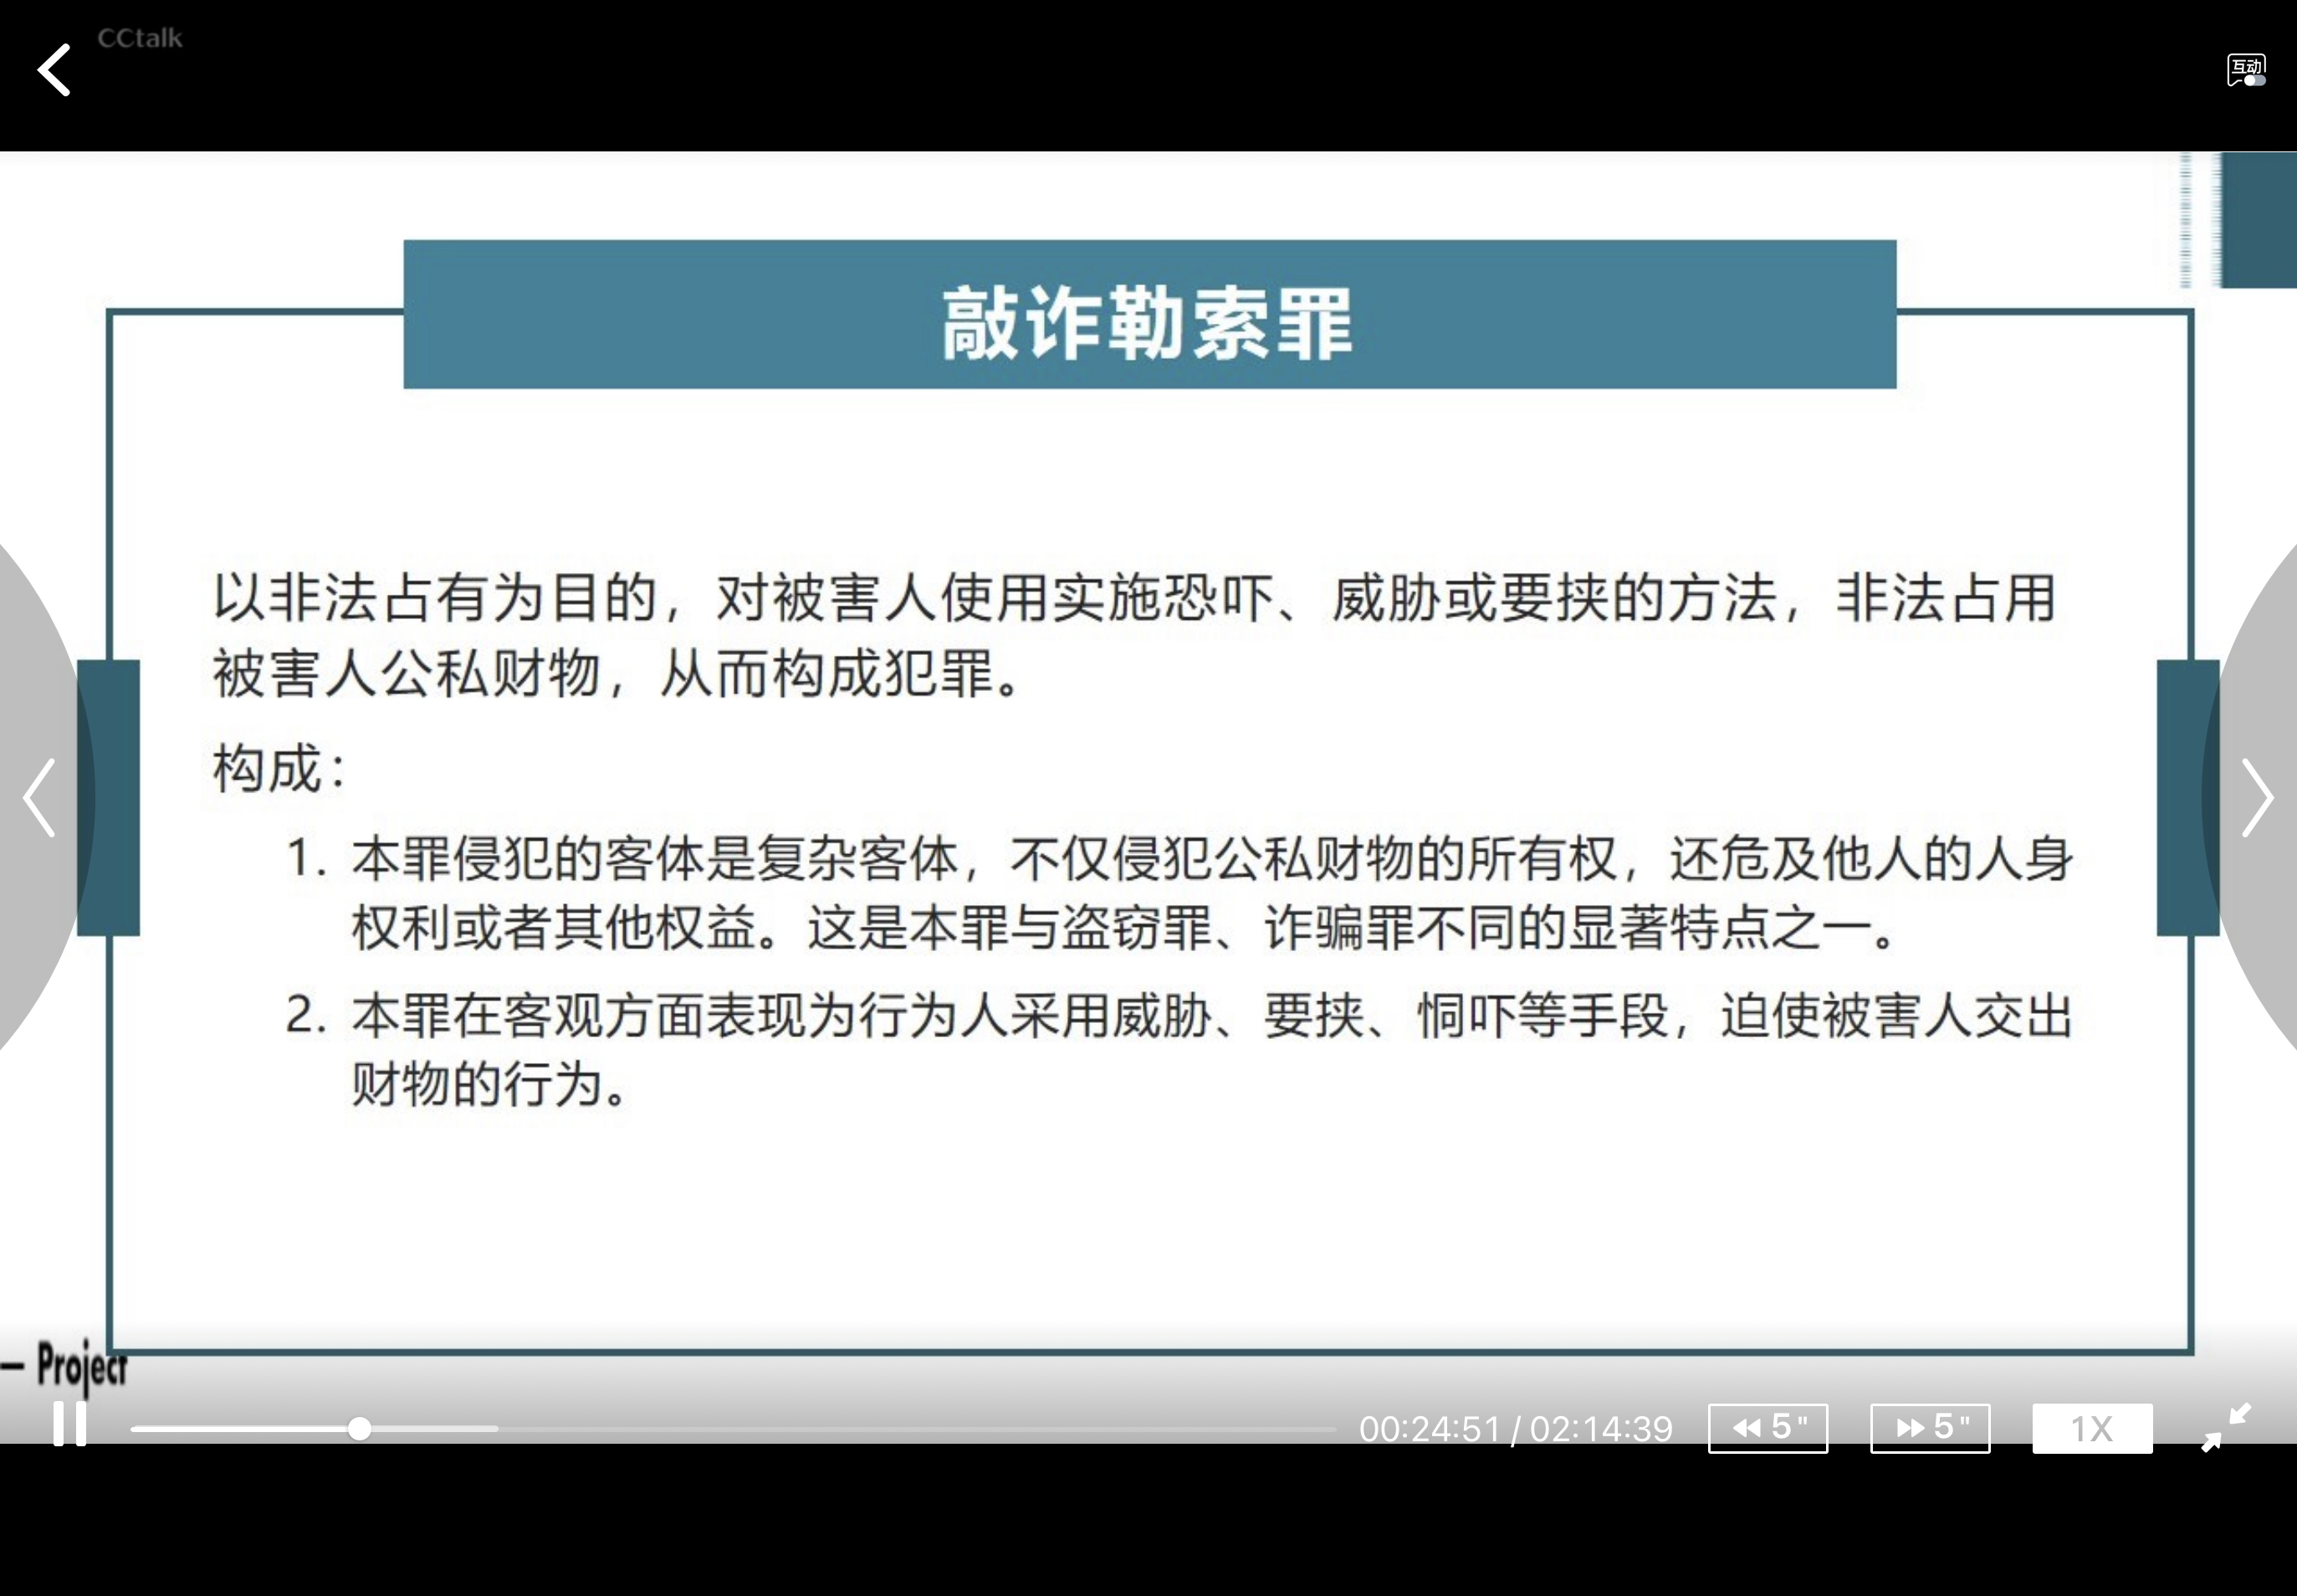 CCtalk
互动
敲诈勒索罪
以非法占有为目的，对被害人使用实施恐吓、威胁或要挟的方法，非法占用
被害人公私财物，从而构成犯罪。
构成：
1. 本罪侵犯的客体是复杂客体，不仅侵犯公私财物的所有权，还危及他人的人身
权利或者其他权益。这是本罪与盗窃罪、诈骗罪不同的显著特点之一。
2. 本罪在客观方面表现为行为人采用威胁、要挟、恫吓等手段，迫使被害人交出
财物的行为。
— Project
00:24:51 / 02:14:39 5" 5" 1X